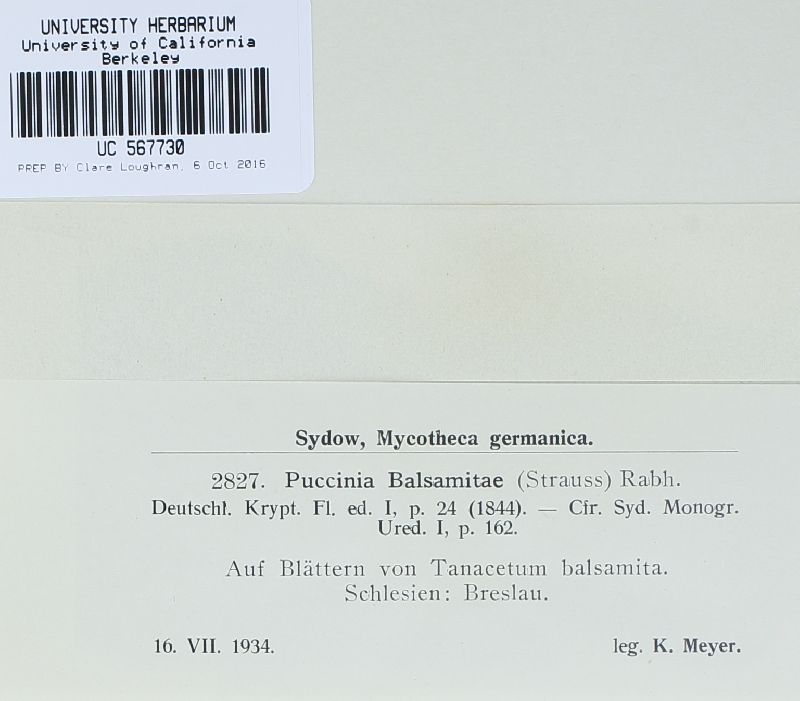 UNIVERSITY HERBARIUM
University of California
Berkeley
UC 567730
PREP BY Clare Loughran, 6 Oct 2016
Sydow, Mycotheca germanica.
2827. Puccinia Balsamitae (Strauss) Rabh.
Deutschl. Krypt. Fl. ed. I, p. 24 (1844). — Cfr. Syd. Monogr.
Ured. I, p. 162.
Auf Blättern von Tanacetum balsamita.
Schlesien: Breslau.
16. VII. 1934. leg. K. Meyer.